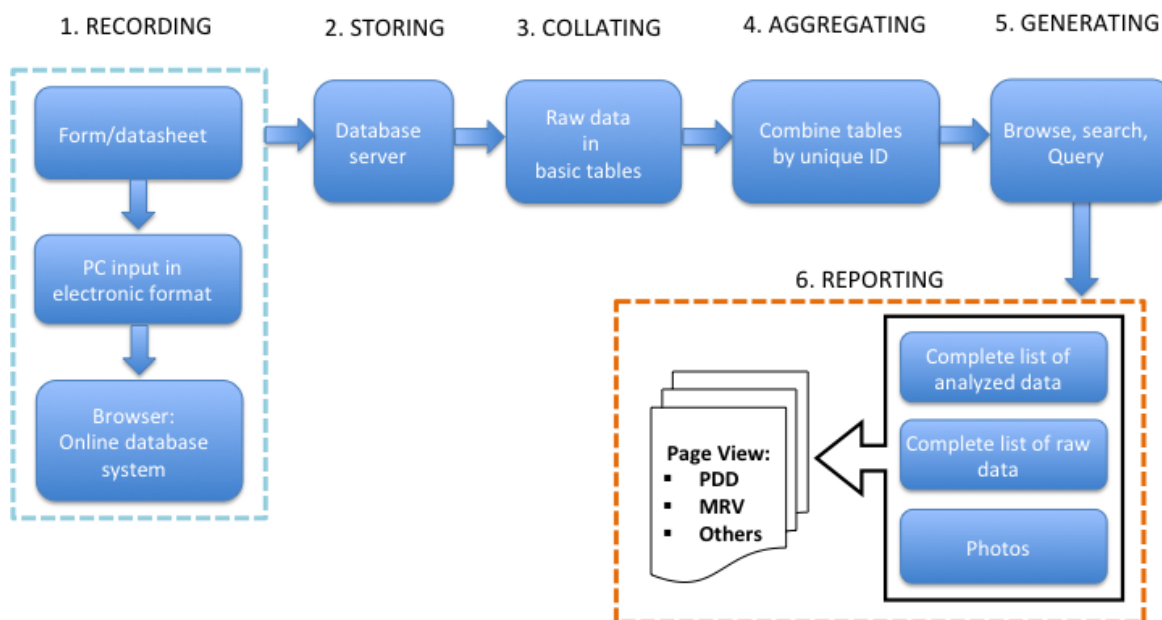 1. RECORDING
2. STORING
3. COLLATING
4. AGGREGATING
5. GENERATING
Form/datasheet
PC input in
electronic format
Browser:
Online database
system
Database
server
Raw data
in
basic tables
Combine tables
by unique ID
Browse, search,
Query
6. REPORTING
Page View:
▪ PDD
▪ MRV
▪ Others
Complete list of
analyzed data
Complete list of raw
data
Photos